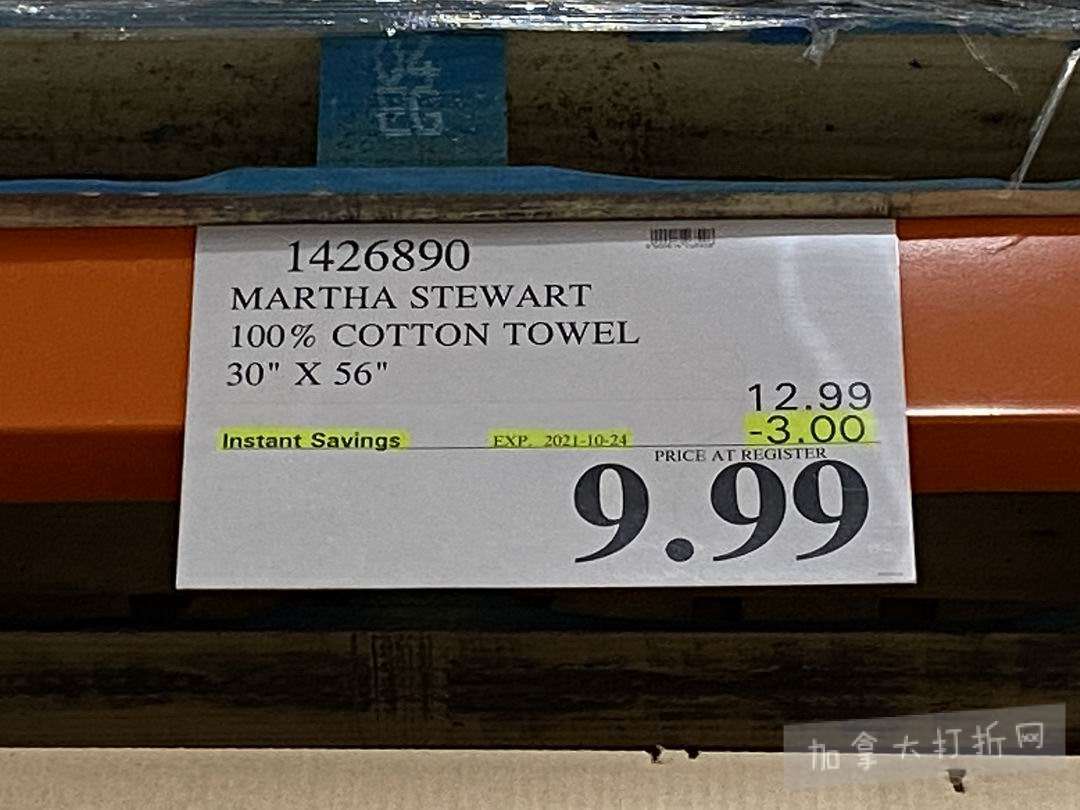 1426890
MARTHA STEWART
100% COTTON TOWEL
30" X 56"
12.99
Instant Savings EXP. 2021-10-24 -3.00
PRICE AT REGISTER
9.99
加拿大打折网